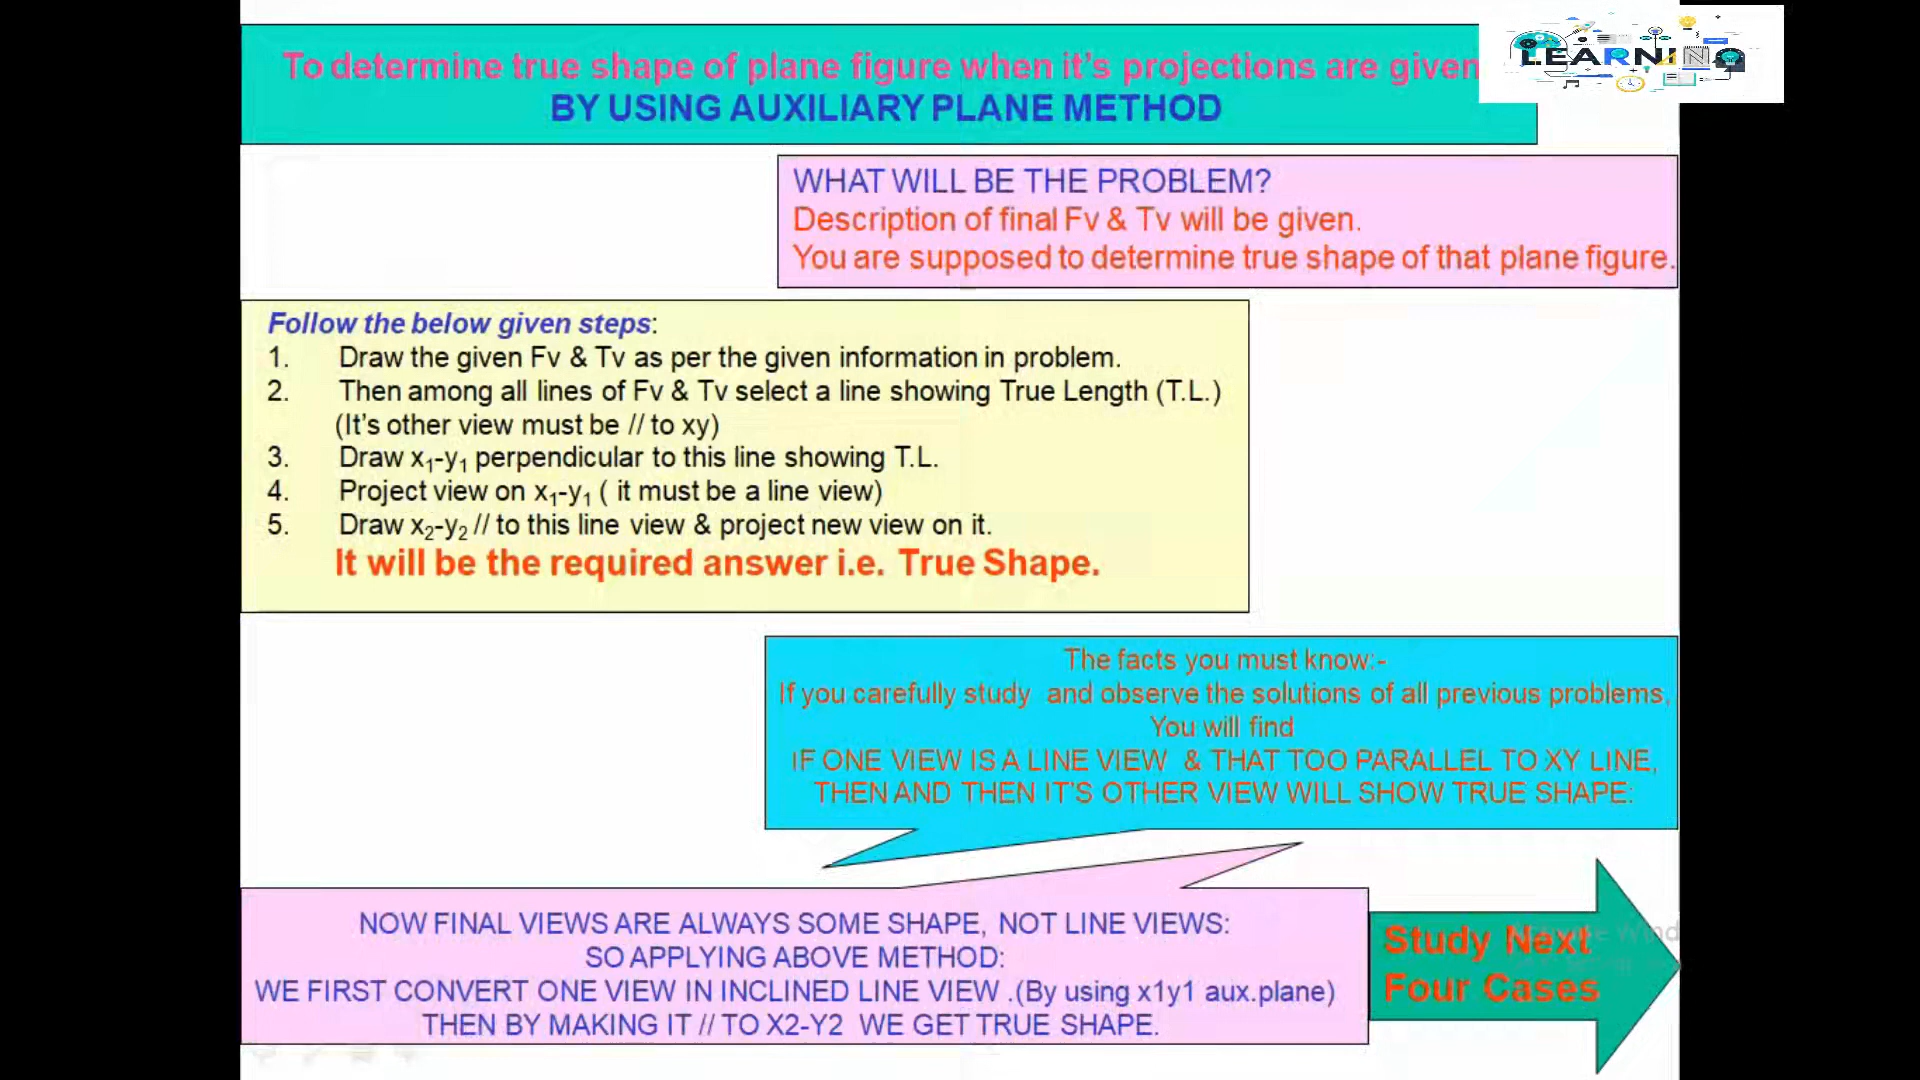 To determine true shape of plane figure when it's projections are given
BY USING AUXILIARY PLANE METHOD
LEARNING
WHAT WILL BE THE PROBLEM?
Description of final Fv & Tv will be given.
You are supposed to determine true shape of that plane figure.
Follow the below given steps:
1. Draw the given Fv & Tv as per the given information in problem.
2. Then among all lines of Fv & Tv select a line showing True Length (T.L.)
(It's other view must be // to xy)
3. Draw x₁-y₁ perpendicular to this line showing T.L.
4. Project view on x₁-y₁ ( it must be a line view)
5. Draw x₂-y₂ // to this line view & project new view on it.
It will be the required answer i.e. True Shape.
The facts you must know:-
If you carefully study and observe the solutions of all previous problems,
You will find
IF ONE VIEW IS A LINE VIEW & THAT TOO PARALLEL TO XY LINE,
THEN AND THEN IT'S OTHER VIEW WILL SHOW TRUE SHAPE:
NOW FINAL VIEWS ARE ALWAYS SOME SHAPE, NOT LINE VIEWS:
SO APPLYING ABOVE METHOD:
WE FIRST CONVERT ONE VIEW IN INCLINED LINE VIEW .(By using x1y1 aux.plane)
THEN BY MAKING IT // TO X2-Y2 WE GET TRUE SHAPE.
Study Next
Four Cases